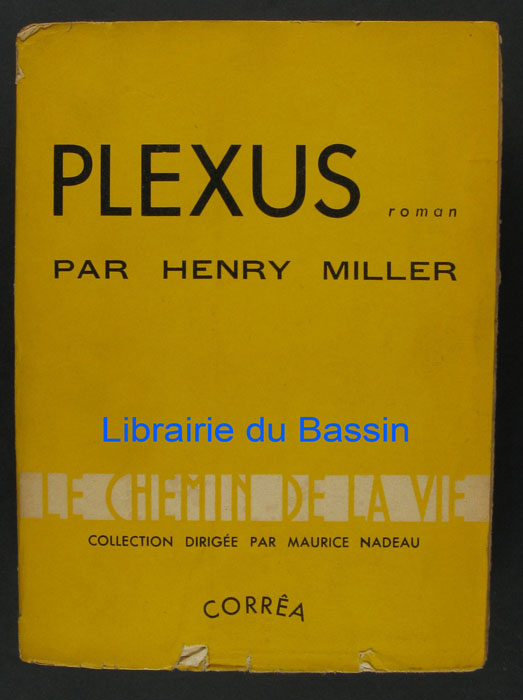 PLEXUS roman
PAR HENRY MILLER
Librairie du Bassin
LE CHEMIN DE LA VIE
COLLECTION DIRIGÉE PAR MAURICE NADEAU
CORRÊA